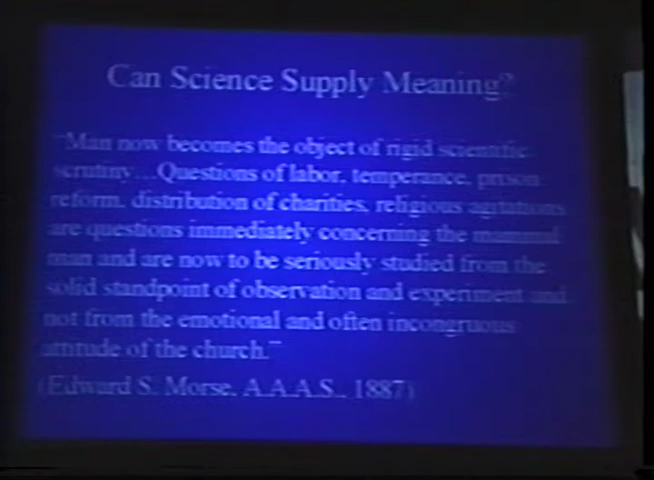 Can Science Supply Meaning?
"Man now becomes the object of rigid scientific
scrutiny...Questions of labor, temperance, prison
reform, distribution of charities, religious agitations
are questions immediately concerning the mammal
man and are now to be seriously studied from the
solid standpoint of observation and experiment and
not from the emotional and often incongruous
attitude of the church."
(Edward S. Morse, A.A.A.S., 1887)